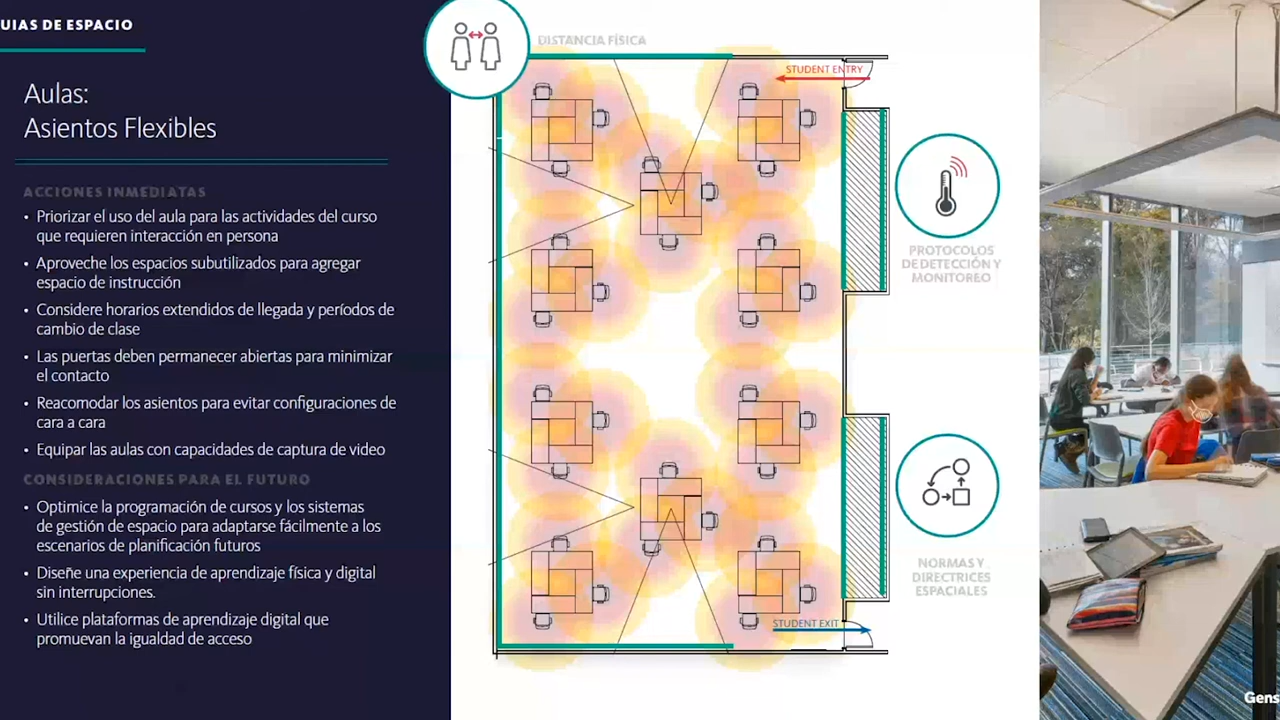 UIAS DE ESPACIO
Aulas:
Asientos Flexibles
ACCIONES INMEDIATAS
• Priorizar el uso del aula para las actividades del curso
que requieren interacción en persona
• Aproveche los espacios subutilizados para agregar
espacio de instrucción
• Considere horarios extendidos de llegada y períodos de
cambio de clase
• Las puertas deben permanecer abiertas para minimizar
el contacto
• Reacomodar los asientos para evitar configuraciones de
cara a cara
• Equipar las aulas con capacidades de captura de video
CONSIDERACIONES PARA EL FUTURO
• Optimice la programación de cursos y los sistemas
de gestión de espacio para adaptarse fácilmente a los
escenarios de planificación futuros
• Diseñe una experiencia de aprendizaje física y digital
sin interrupciones.
• Utilice plataformas de aprendizaje digital que
promuevan la igualdad de acceso
DISTANCIA FÍSICA
STUDENT ENTRY
PROTOCOLOS
DE DETECCIÓN Y
MONITOREO
NORMAS Y
DIRECTRICES
ESPACIALES
STUDENT EXIT
Gens